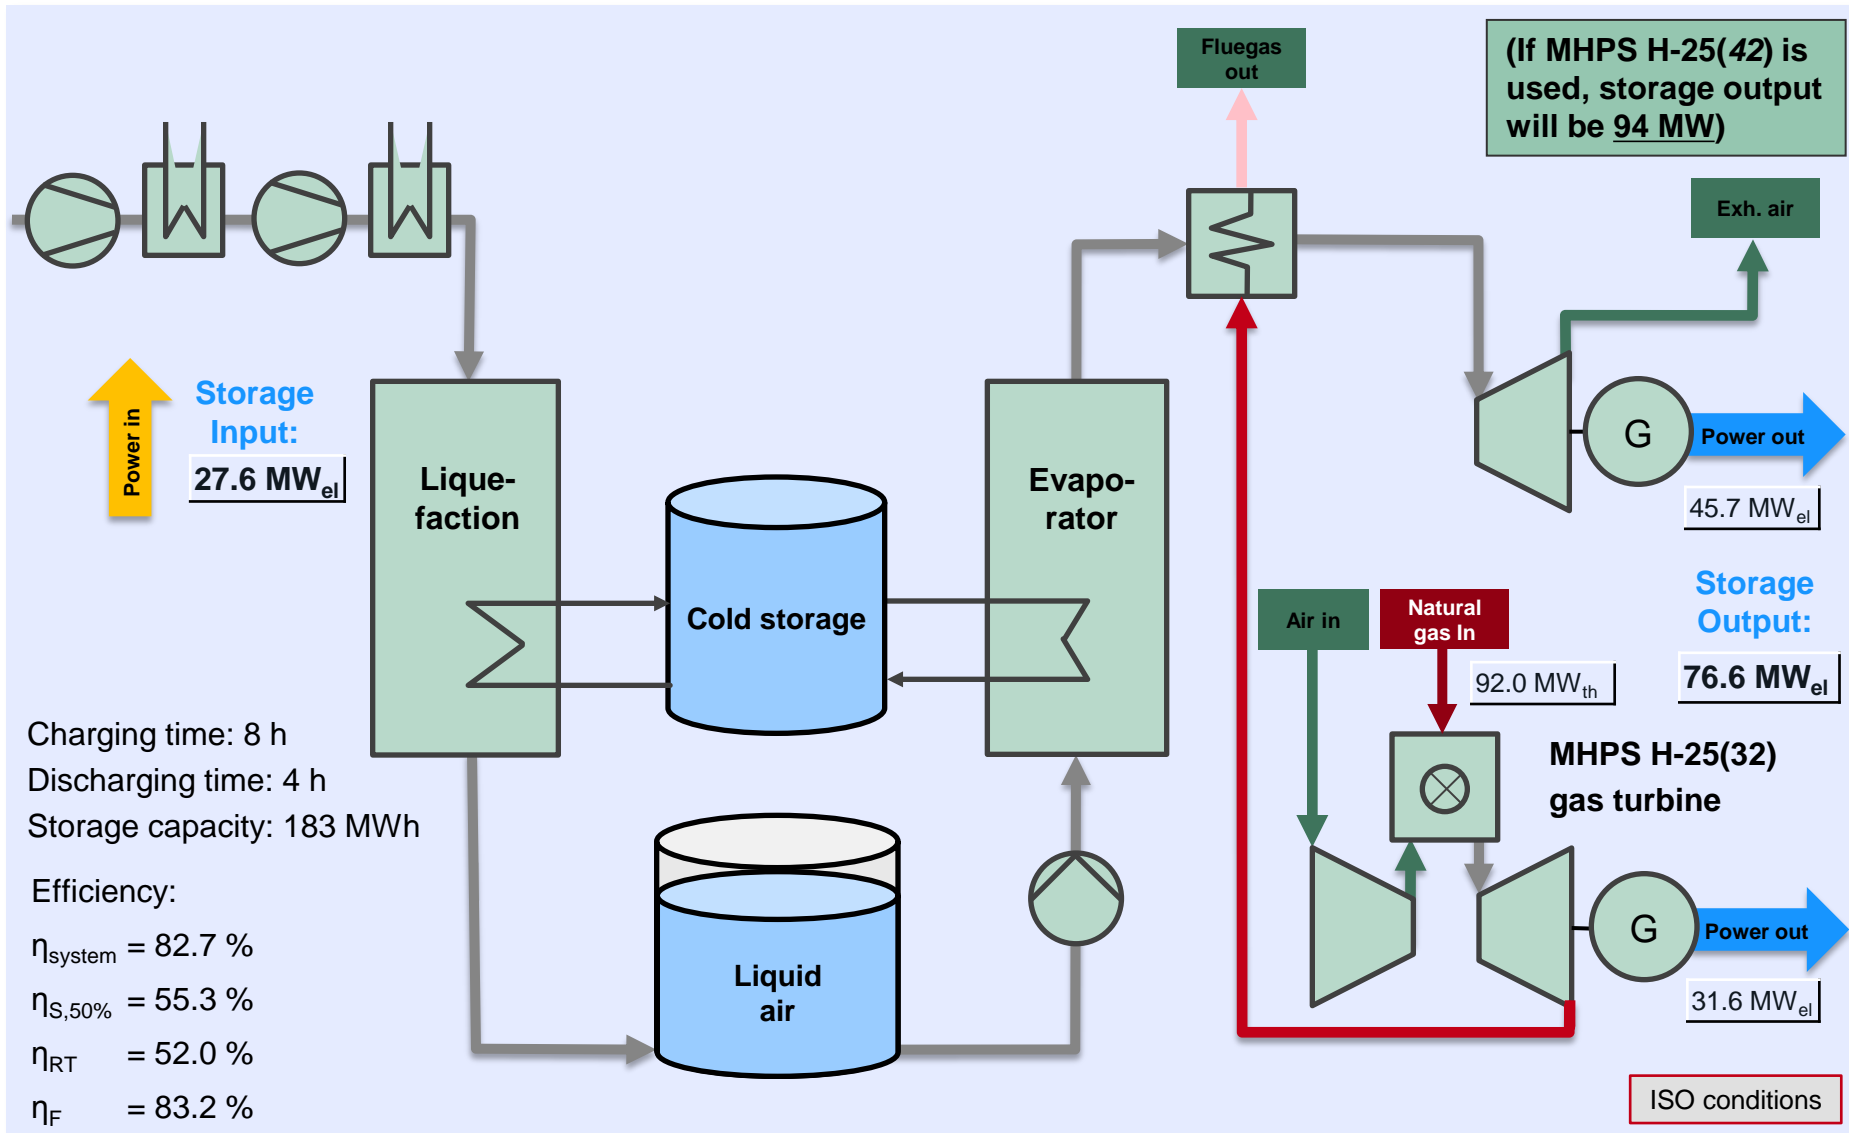 Fluegas
out
(If MHPS H-25(42) is
used, storage output
will be 94 MW)
Exh. air
Power in
Storage
Input:
27.6 MWel
Lique-
faction
Evapo-
rator
Cold storage
G
Power out
45.7 MWel
Storage
Output:
76.6 MWel
Air in
Natural
gas In
92.0 MWth
MHPS H-25(32)
gas turbine
Charging time: 8 h
Discharging time: 4 h
Storage capacity: 183 MWh
Efficiency:
ηsystem = 82.7 %
ηS,50% = 55.3 %
ηRT = 52.0 %
ηF = 83.2 %
Liquid
air
G
Power out
31.6 MWel
ISO conditions